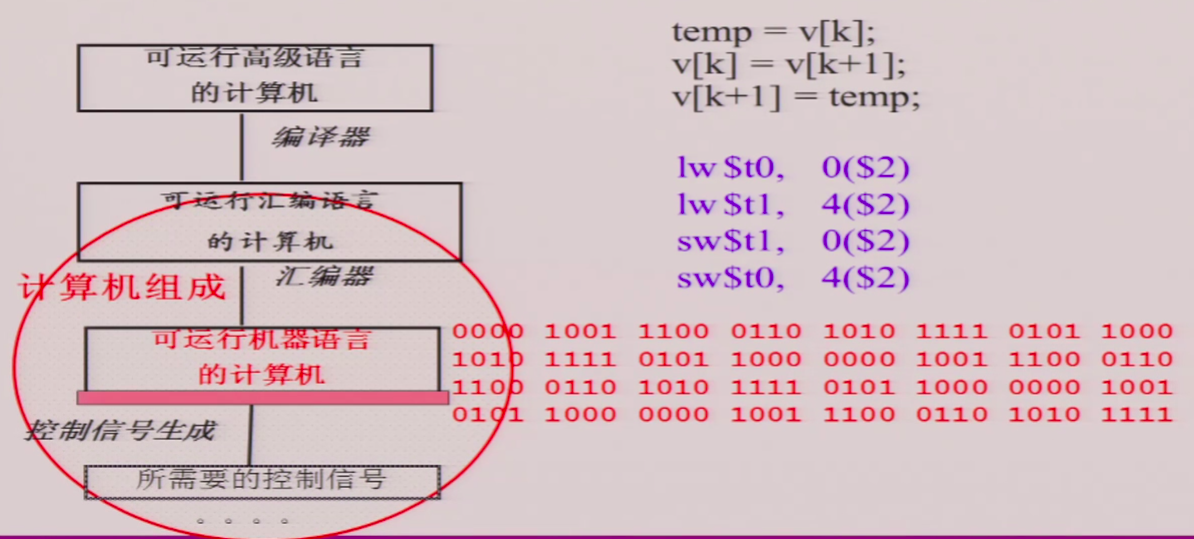 可运行高级语言
的计算机
编译器
可运行汇编语言
的计算机
计算机组成
汇编器
可运行机器语言
的计算机
控制信号生成
所需要的控制信号
。。。。
temp = v[k];
v[k] = v[k+1];
v[k+1] = temp;
lw $t0, 0($2)
lw $t1, 4($2)
sw$t1, 0($2)
sw$t0, 4($2)
0000 1001 1100 0110 1010 1111 0101 1000
1010 1111 0101 1000 0000 1001 1100 0110
1100 0110 1010 1111 0101 1000 0000 1001
0101 1000 0000 1001 1100 0110 1010 1111